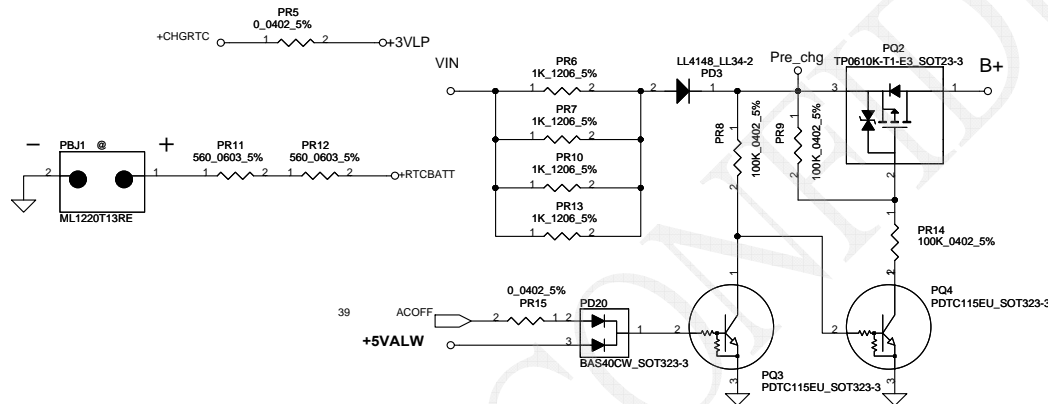 PR5
0_0402_5%
+CHGRTC
1
2
+3VLP
VIN
PR6
1K_1206_5%
1
2
PR7
1K_1206_5%
1
2
PR10
1K_1206_5%
1
2
PR13
1K_1206_5%
1
2
LL4148_LL34-2
PD3
2
1
Pre_chg
PR8
100K_0402_5%
1
2
PR9
100K_0402_5%
1
2
PQ2
TP0610K-T1-E3_SOT23-3
3
1
2
B+
−
PBJ1 @
+
2
1
ML1220T13RE
PR11
560_0603_5%
1
2
PR12
560_0603_5%
1
2
+RTCBATT
PR14
100K_0402_5%
39
ACOFF
0_0402_5%
PR15
2
1
+5VALW
PD20
2
3
1
BAS40CW_SOT323-3
1
2
3
PQ3
PDTC115EU_SOT323-3
PQ4
PDTC115EU_SOT323-3
2
3
CONFID